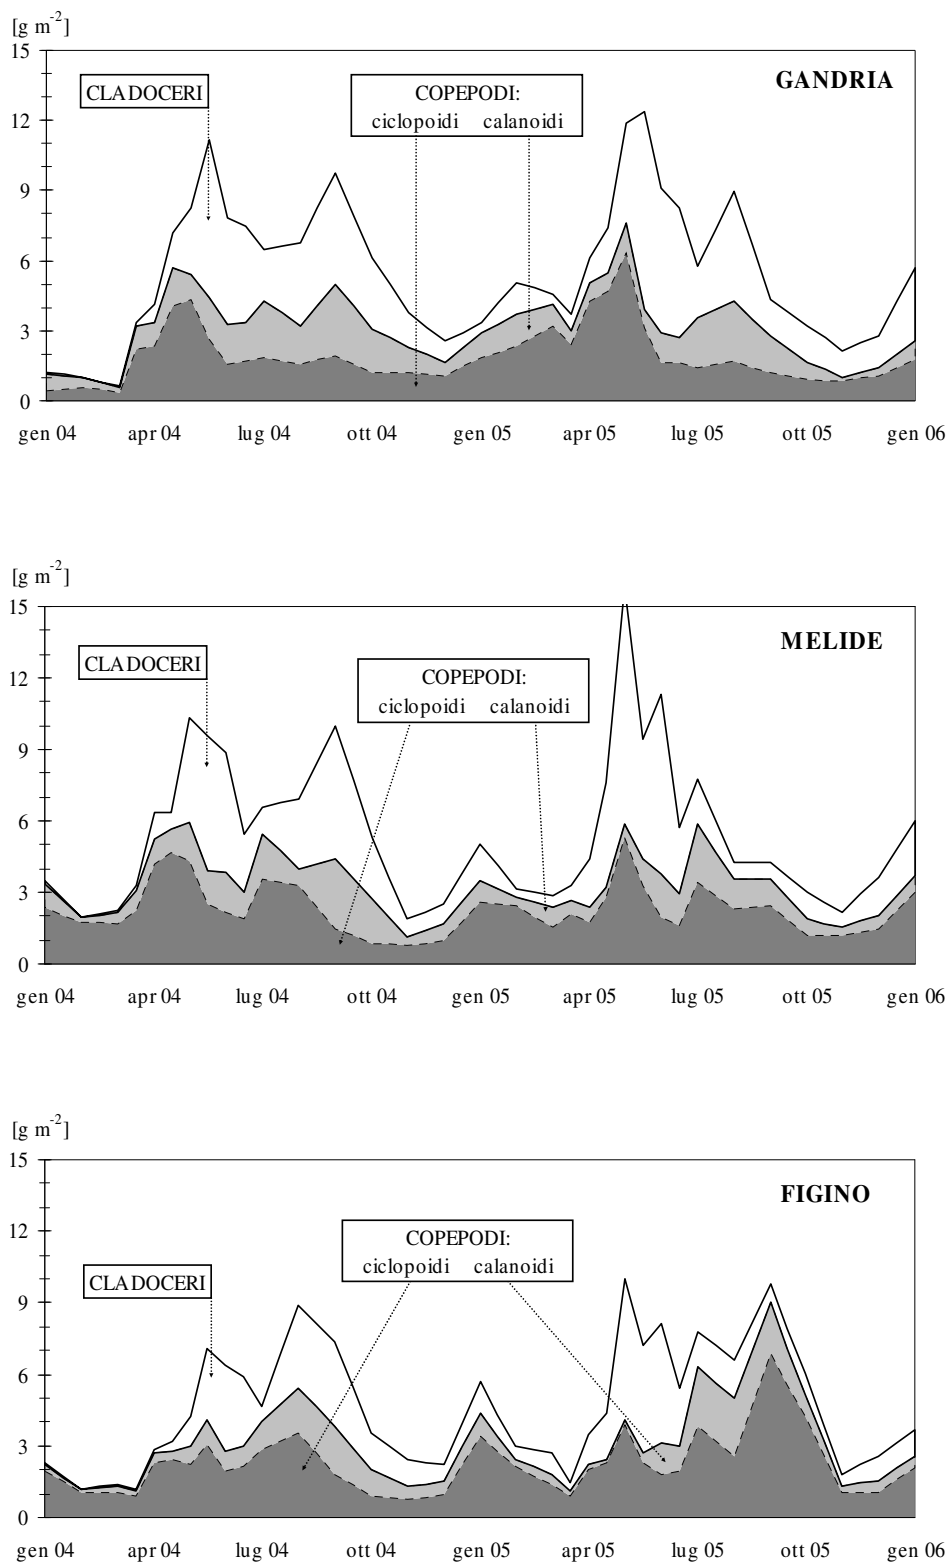 [g m-2]
15
CLADOCERI
COPEPODI:
ciclopoidi calanoidi
GANDRIA
12
9
6
3
0
gen 04 apr 04 lug 04 ott 04 gen 05 apr 05 lug 05 ott 05 gen 06
[g m-2]
15
CLADOCERI
COPEPODI:
ciclopoidi calanoidi
MELIDE
12
9
6
3
0
gen 04 apr 04 lug 04 ott 04 gen 05 apr 05 lug 05 ott 05 gen 06
[g m-2]
15
FIGINO
12
COPEPODI:
ciclopoidi calanoidi
CLADOCERI
9
6
3
0
gen 04 apr 04 lug 04 ott 04 gen 05 apr 05 lug 05 ott 05 gen 06